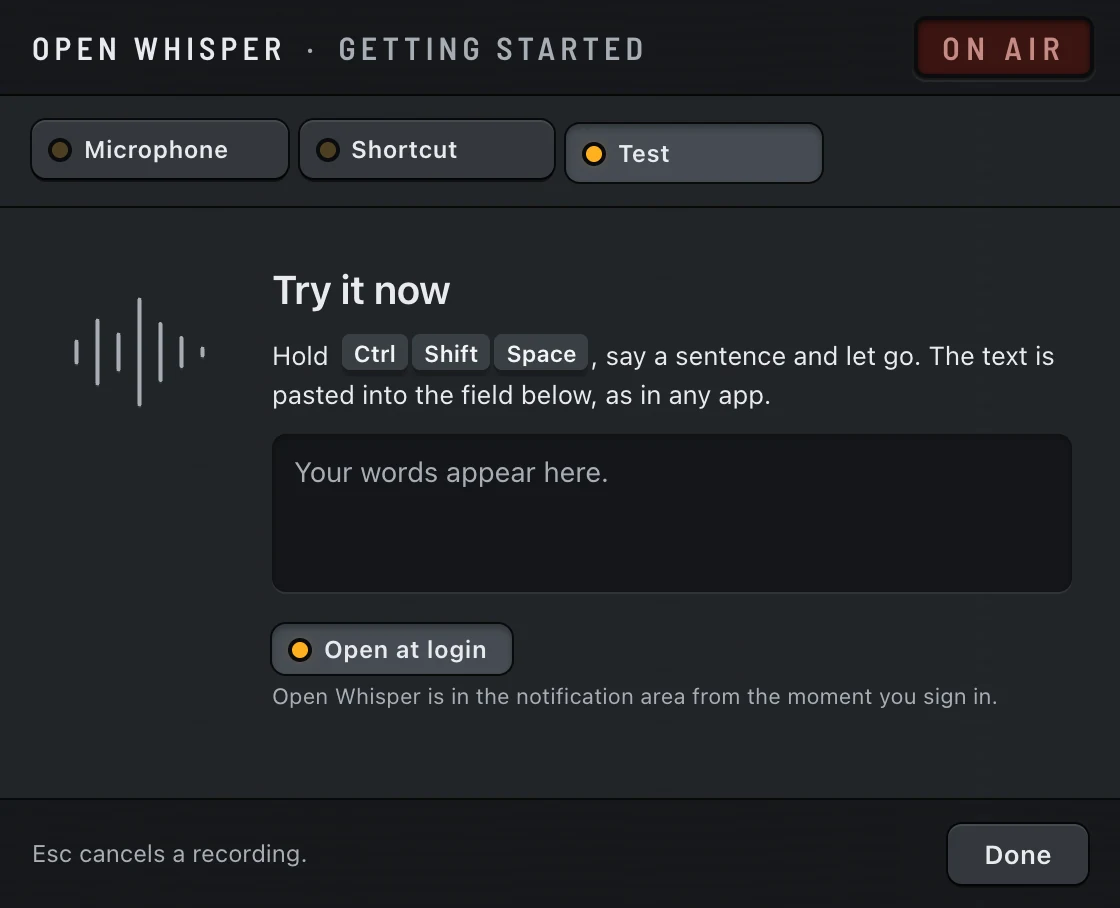 OPEN WHISPER · GETTING STARTED
ON AIR
Microphone
Shortcut
Test
Try it now
Hold Ctrl Shift Space , say a sentence and let go. The text is
pasted into the field below, as in any app.
Your words appear here.
Open at login
Open Whisper is in the notification area from the moment you sign in.
Esc cancels a recording.
Done